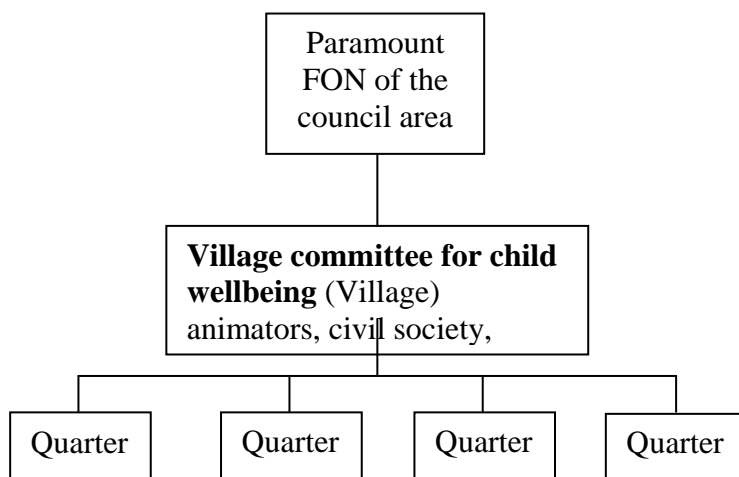 Paramount
FON of the
council area
Village committee for child
wellbeing (Village)
animators, civil society,
Quarter
Quarter
Quarter
Quarter